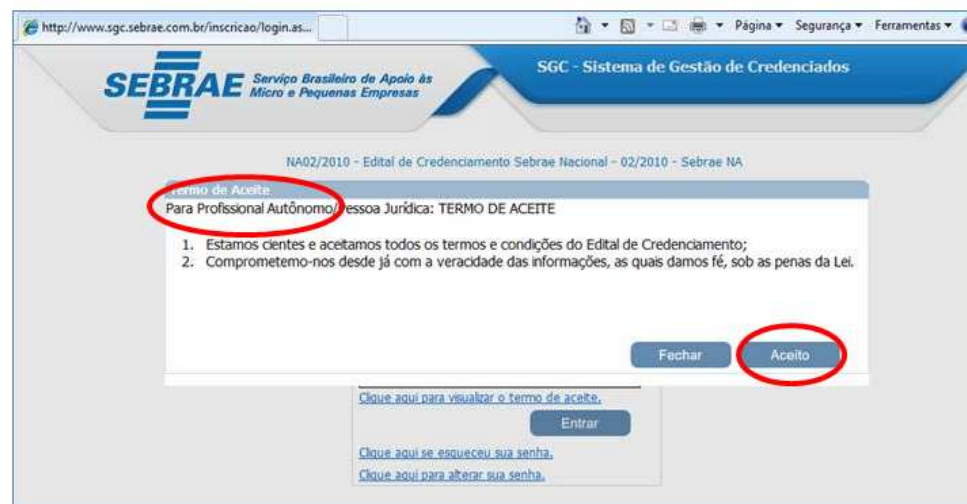 http://www.sgc.sebrae.com.br/inscricao/login.as...
Página Segurança Ferramentas
SEBRAE Serviço Brasileiro de Apoio às
Micro e Pequenas Empresas
SGC - Sistema de Gestão de Credenciados
NA02/2010 - Edital de Credenciamento Sebrae Nacional - 02/2010 - Sebrae NA
Termo de Aceite
Para Profissional Autônomo/Pessoa Jurídica: TERMO DE ACEITE
1. Estamos cientes e aceitamos todos os termos e condições do Edital de Credenciamento;
2. Comprometemo-nos desde já com a veracidade das informações, as quais damos fé, sob as penas da Lei.
Fechar Aceito
Clique aqui para visualizar o termo de aceite.
Entrar
Clique aqui se esqueceu sua senha.
Clique aqui para alterar sua senha.